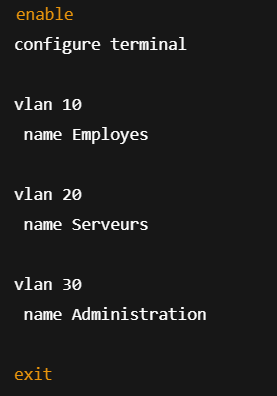 enable
configure terminal
vlan 10
name Employes
vlan 20
name Serveurs
vlan 30
name Administration
exit